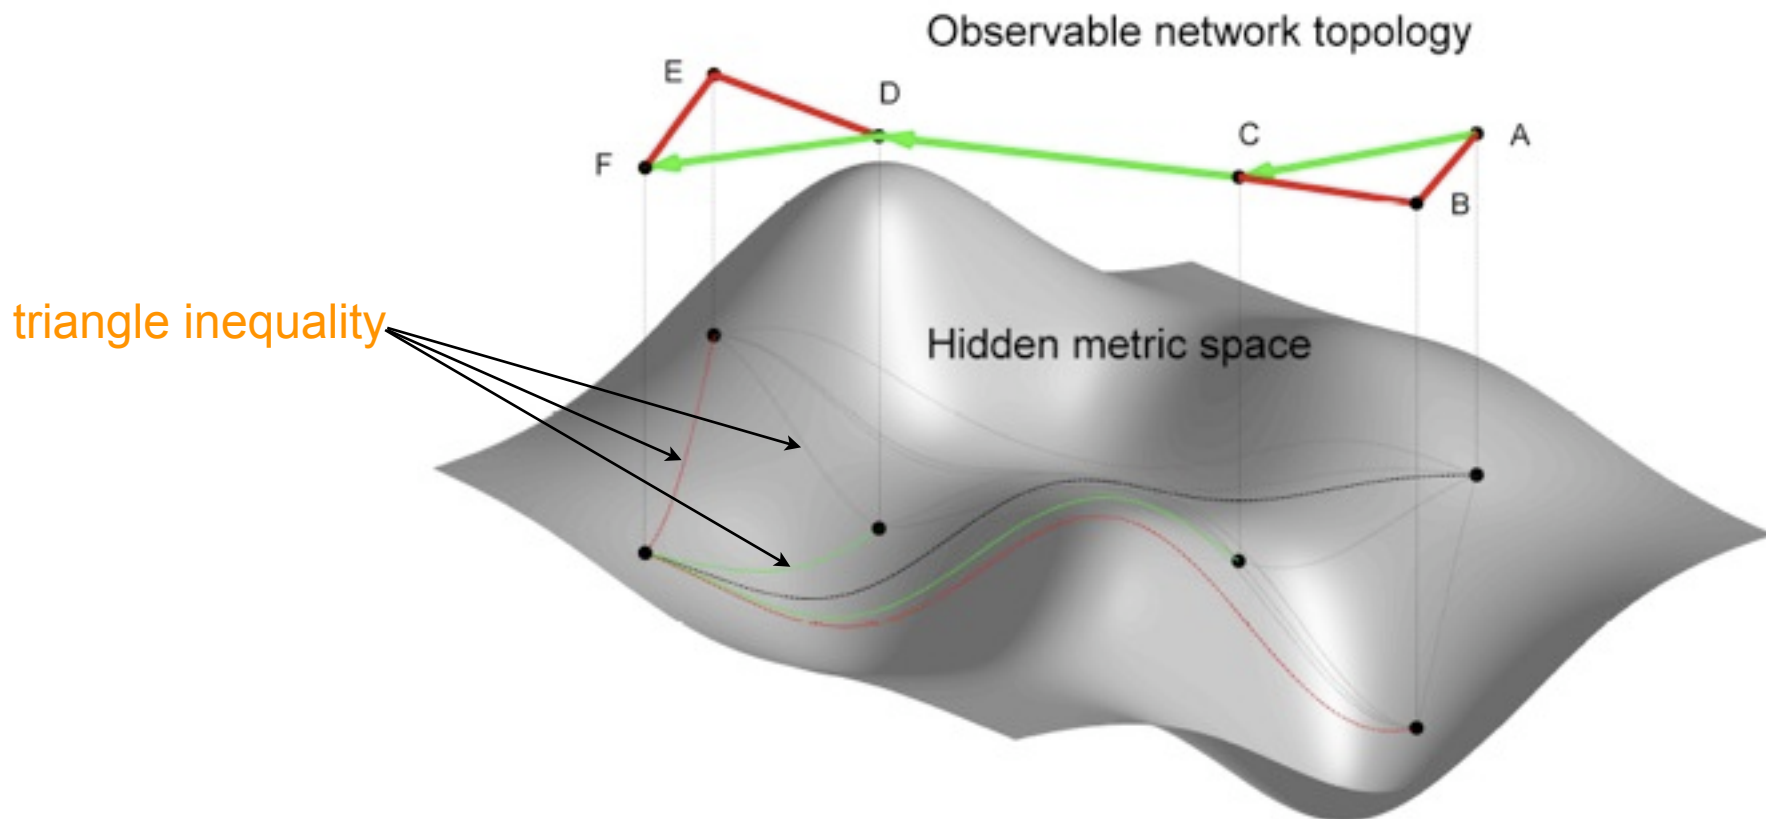 Observable network topology
E
D
C
A
F
B
triangle inequality
Hidden metric space